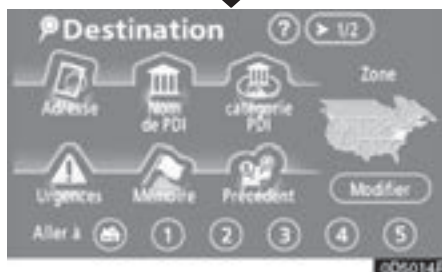 Destination ? 1/2
Zone
Adresse Nom de PDI catégorie PDI
Urgences Mémoire Précédent Modifier
Aller à 1 2 3 4 5